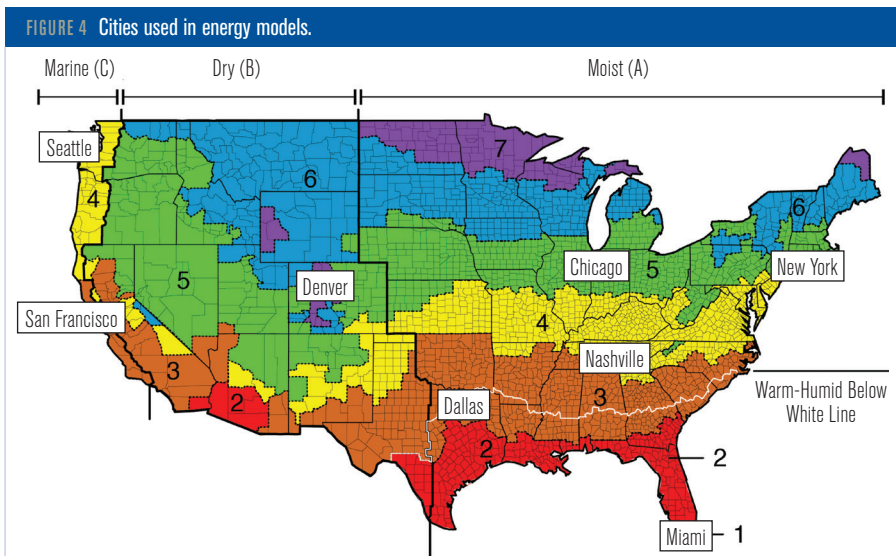 FIGURE 4 Cities used in energy models.
Marine (C) Dry (B) Moist (A)
Seattle
7
6
4
6
Chicago
5
New York
5
Denver
San Francisco
4
Nashville
3
3
Warm-Humid Below
White Line
2
Dallas
2
2
Miami
1